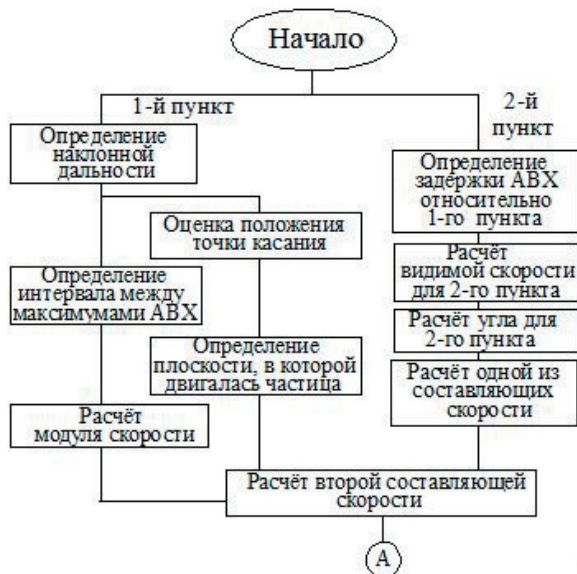 Начало
1-й пункт
2-й
пункт
Определение
наклонной
дальности
Оценка положения
точки касания
Определение
интервала между
максимумами АВХ
Определение
плоскости, в которой
двигалась частица
Расчёт
модуля скорости
Определение
задержки АВХ
относительно
1-го пункта
Расчёт
видимой скорости
для 2-го пункта
Расчёт угла для
2-го пункта
Расчёт одной из
составляющих
скорости
Расчёт второй составляющей
скорости
А